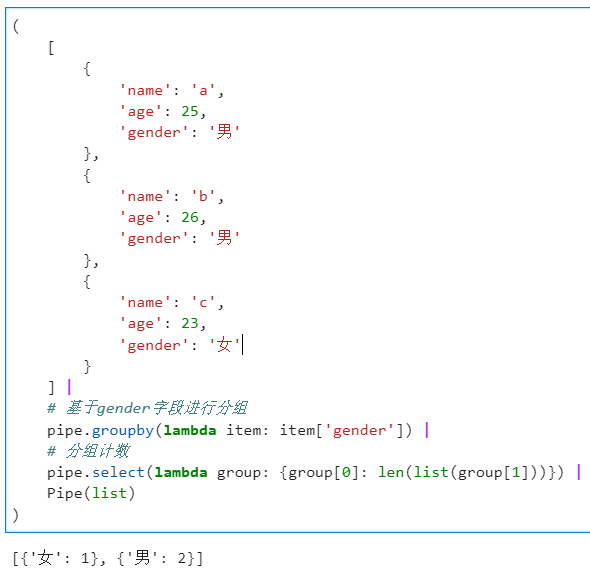 (
    [
        {
            'name': 'a',
            'age': 25,
            'gender': '男'
        },
        {
            'name': 'b',
            'age': 26,
            'gender': '男'
        },
        {
            'name': 'c',
            'age': 23,
            'gender': '女'
        }
    ] |
    # 基于gender字段进行分组
    pipe.groupby(lambda item: item['gender']) |
    # 分组计数
    pipe.select(lambda group: {group[0]: len(list(group[1]))}) |
    Pipe(list)
)
[{'女': 1}, {'男': 2}]